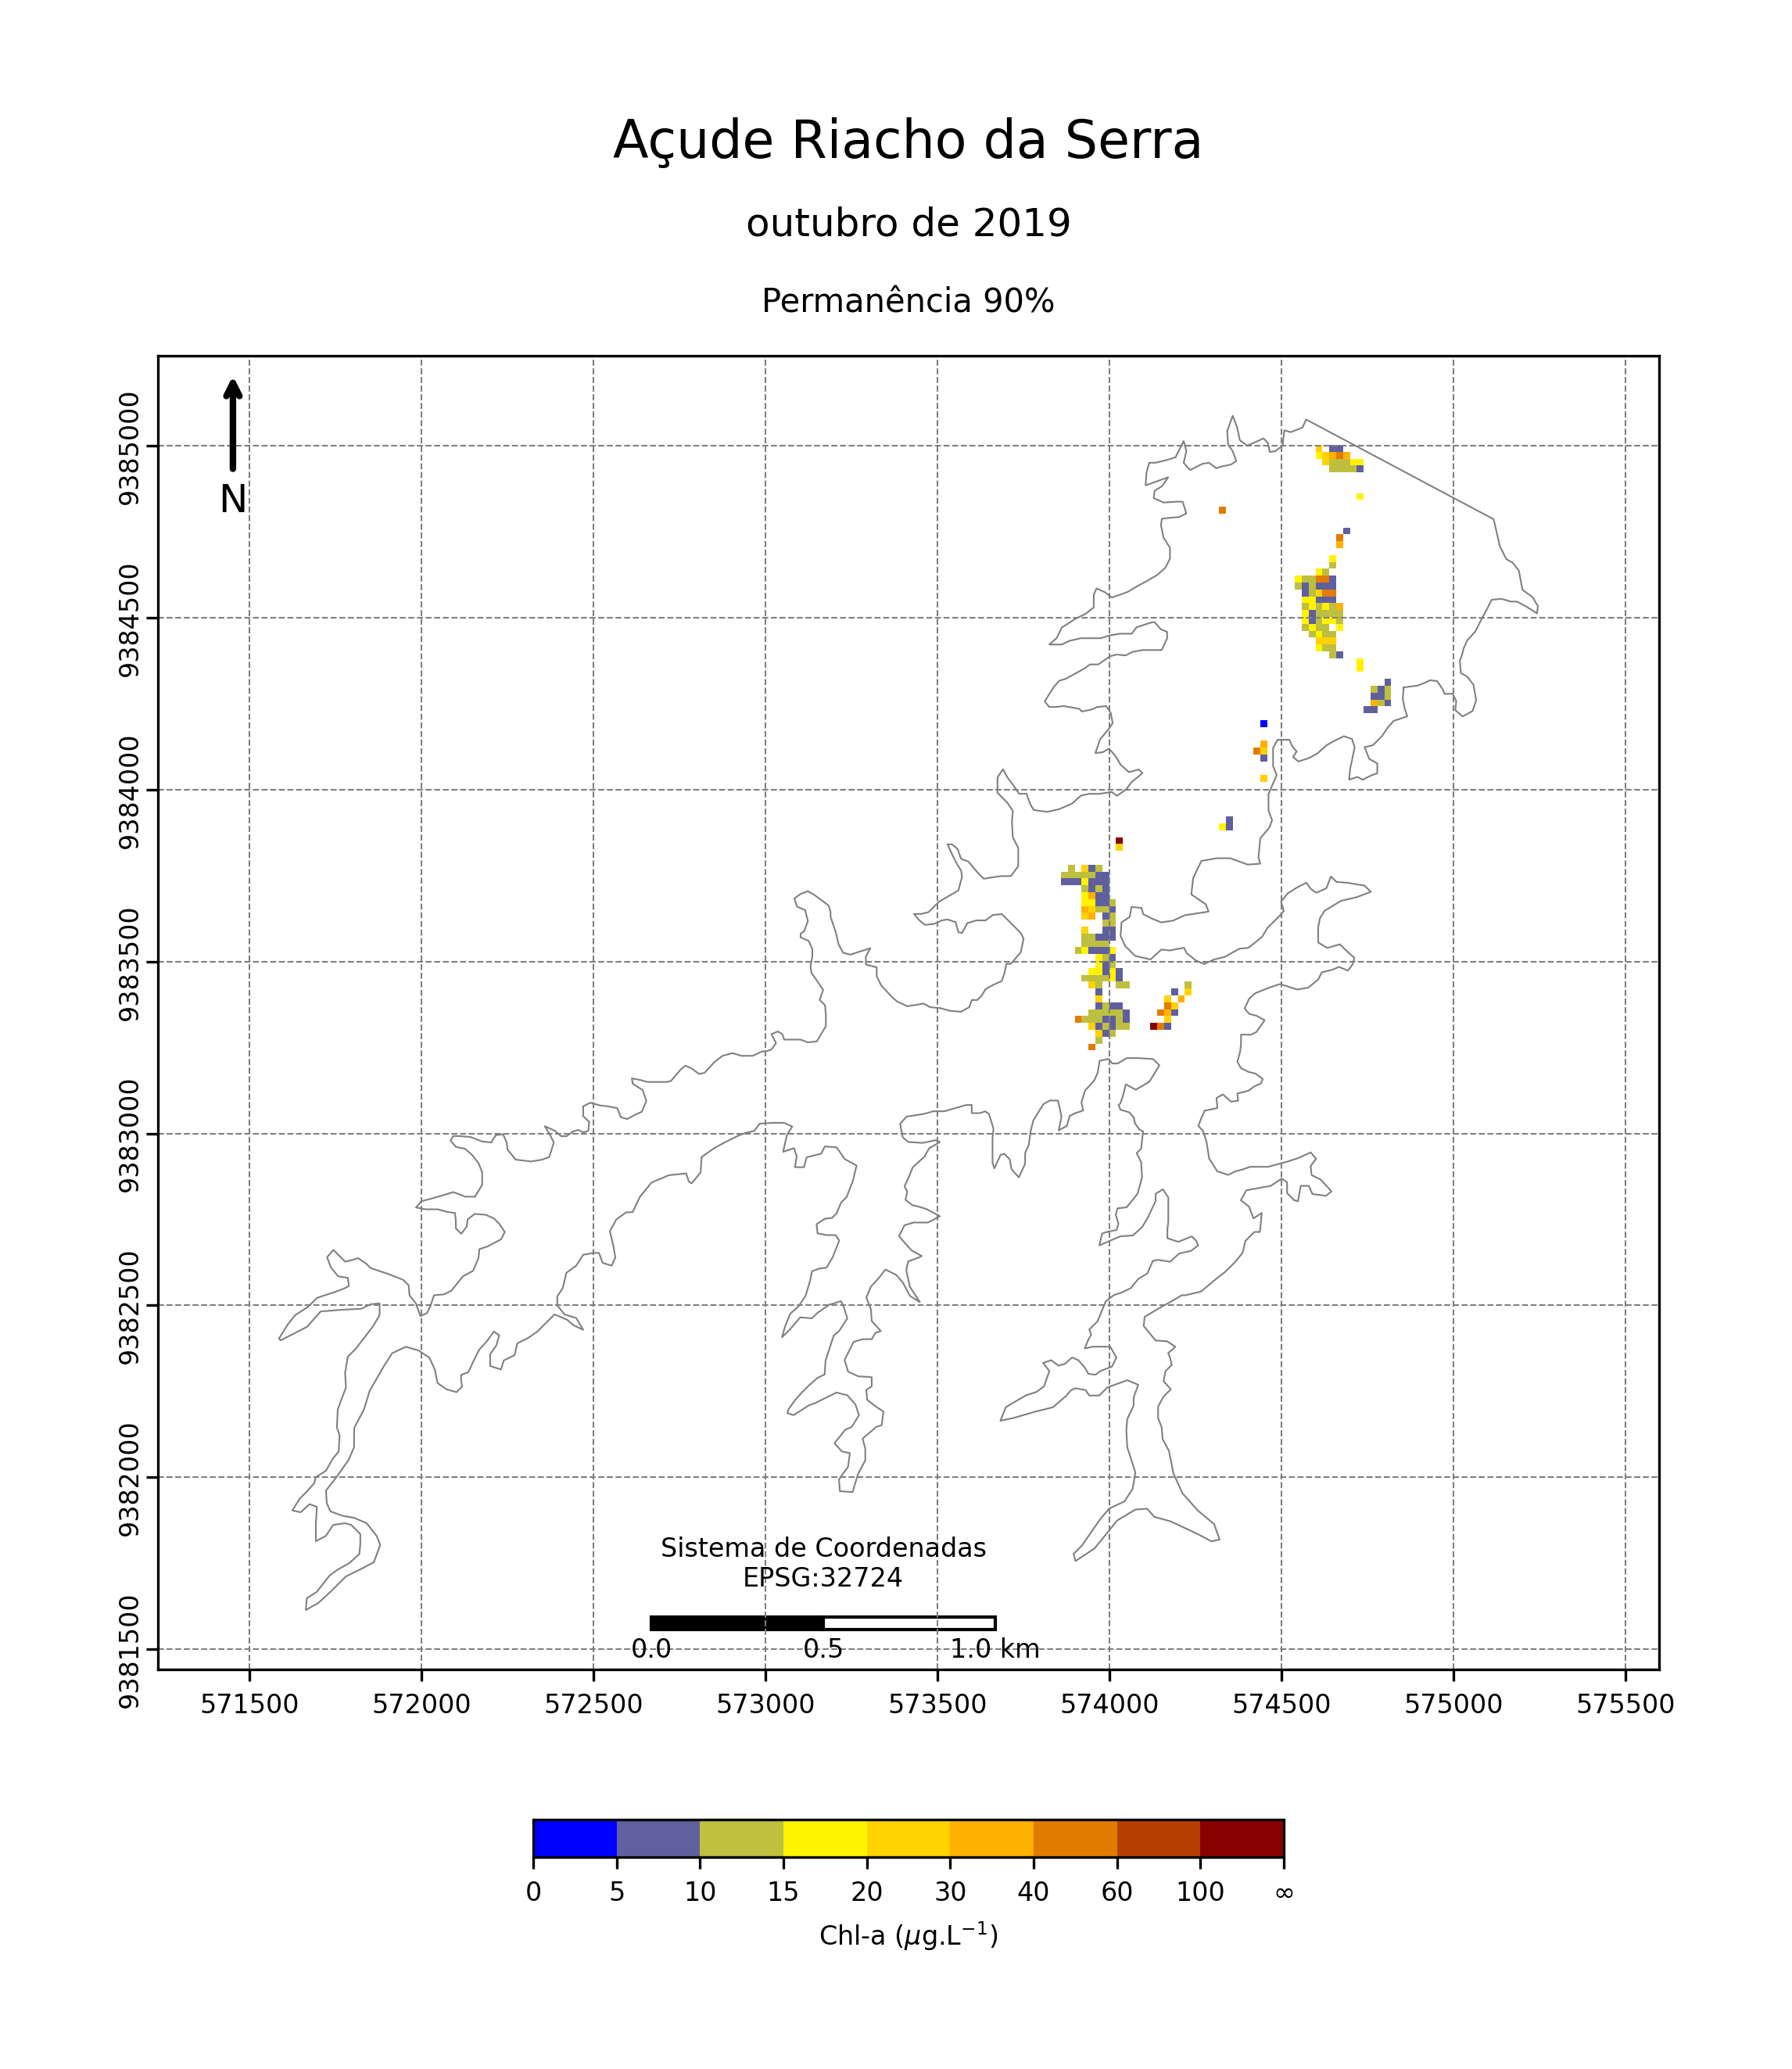 Açude Riacho da Serra
outubro de 2019
Permanência 90%
N
9385000
9384500
9384000
9383500
9383000
9382500
9382000
9381500
Sistema de Coordenadas
EPSG:32724
0.0 0.5 1.0 km
571500 572000 572500 573000 573500 574000 574500 575000 575500
0 5 10 15 20 30 40 60 100 ∞
Chl-a (μg.L⁻¹)